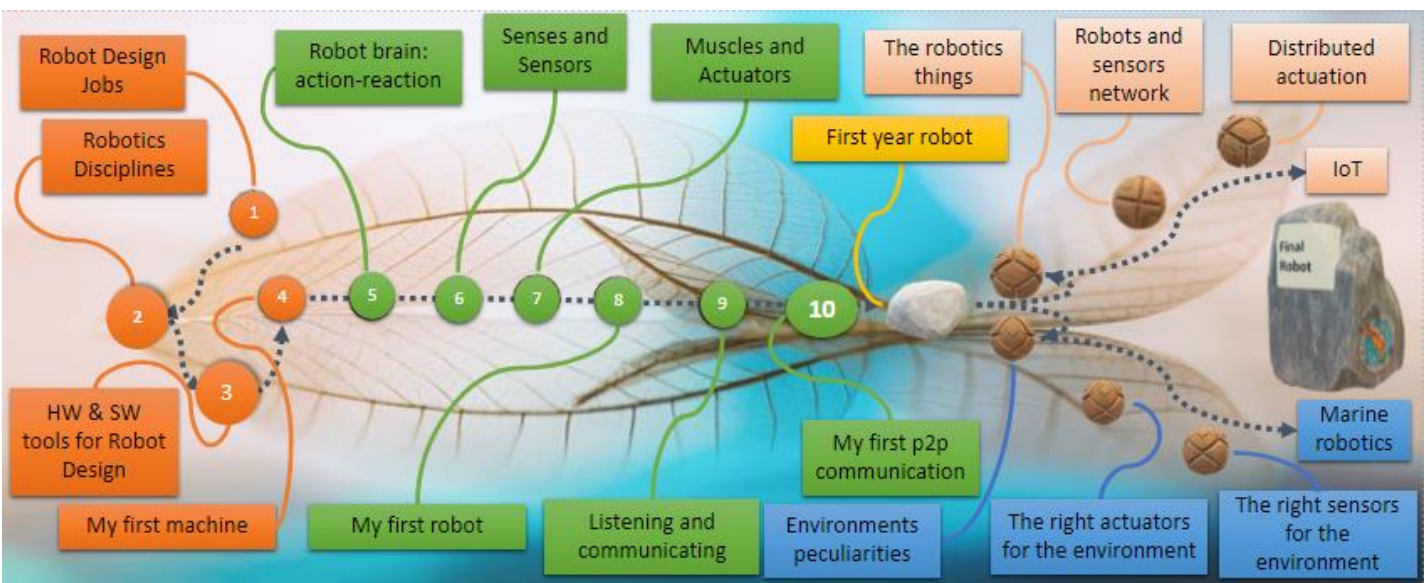 Robot Design
Jobs
Robotics
Disciplines
Robot brain:
action-reaction
Senses and
Sensors
Muscles and
Actuators
The robotics
things
Robots and
sensors
network
Distributed
actuation
First year robot
IoT
1
2
3
4
5
6
7
8
9
10
Final
Robot
HW & SW
tools for Robot
Design
My first machine
My first robot
Listening and
communicating
My first p2p
communication
Environments
peculiarities
The right actuators
for the environment
Marine
robotics
The right sensors
for the
environment